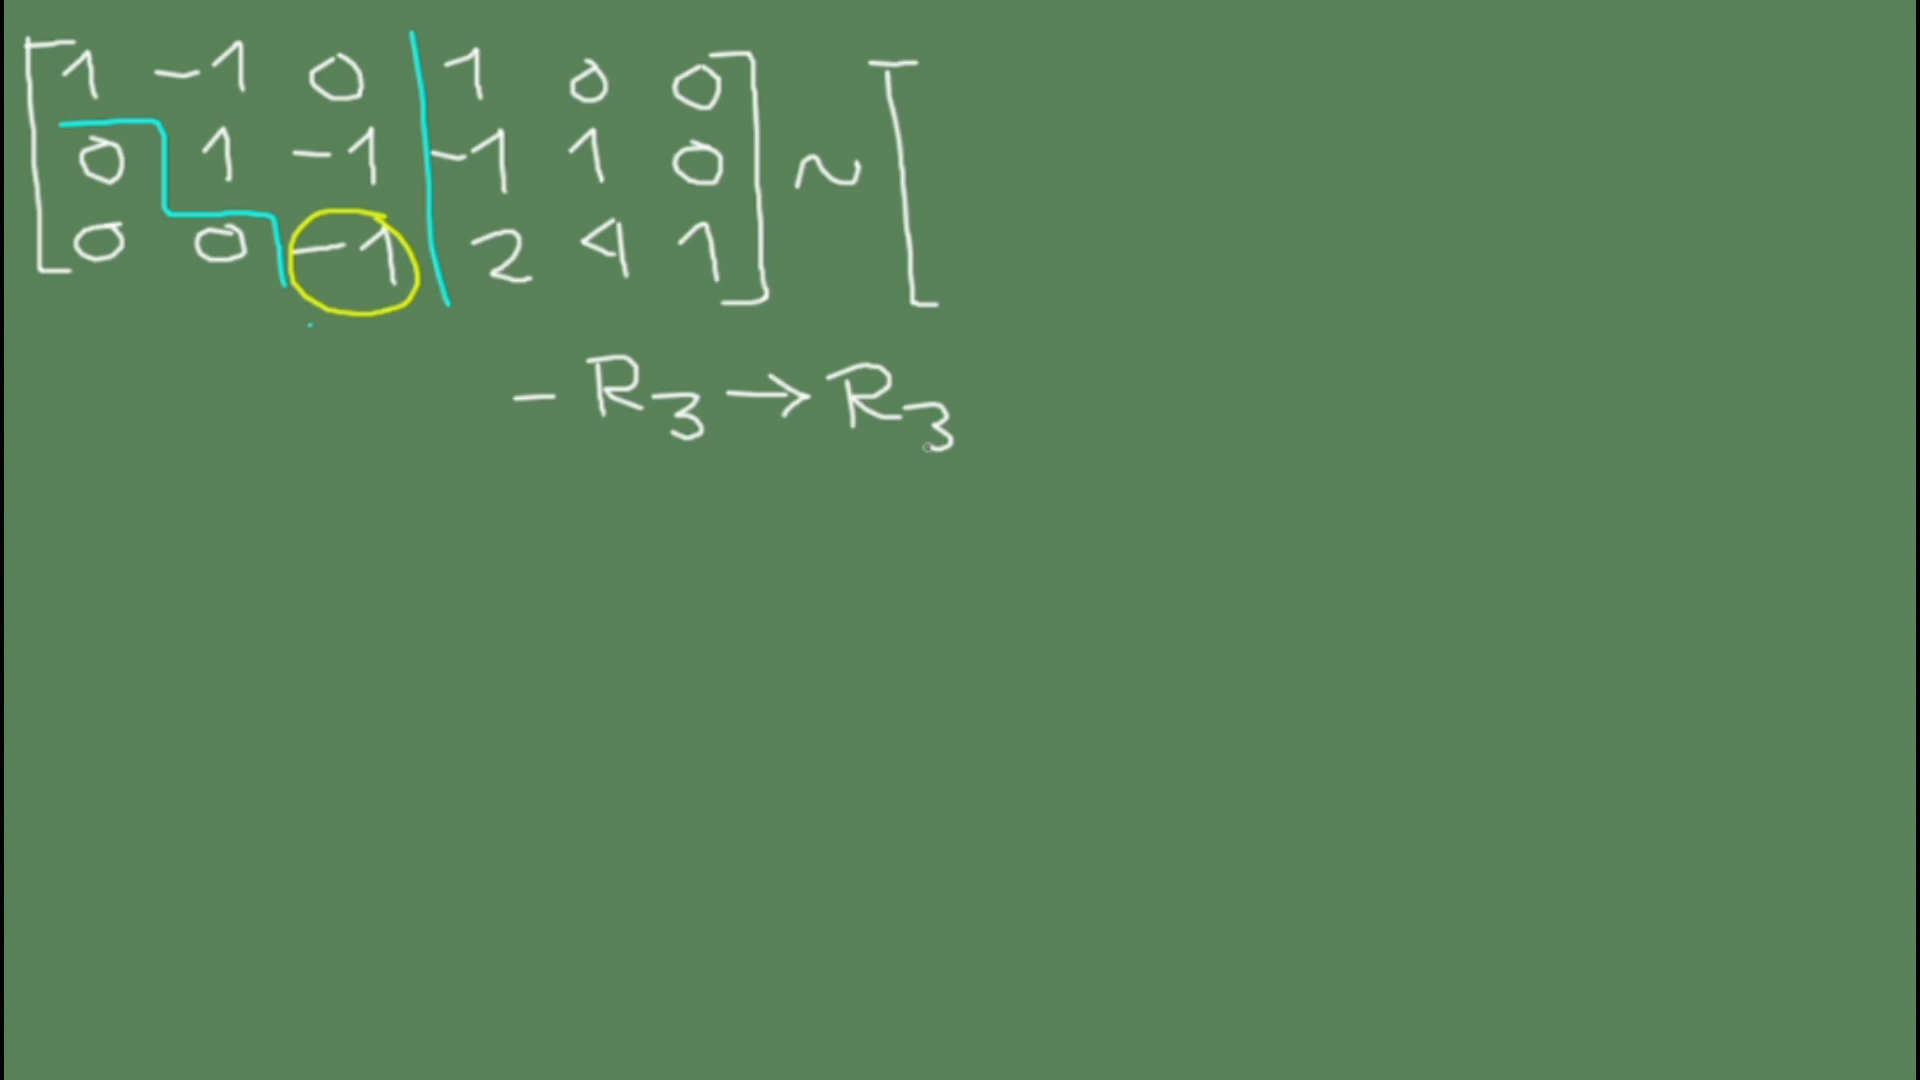 [ 1 -1 0 | 1 0 0 ] ~ [
0 1 -1 | -1 1 0
0 0 -1 | 2 4 1
- R3 → R3